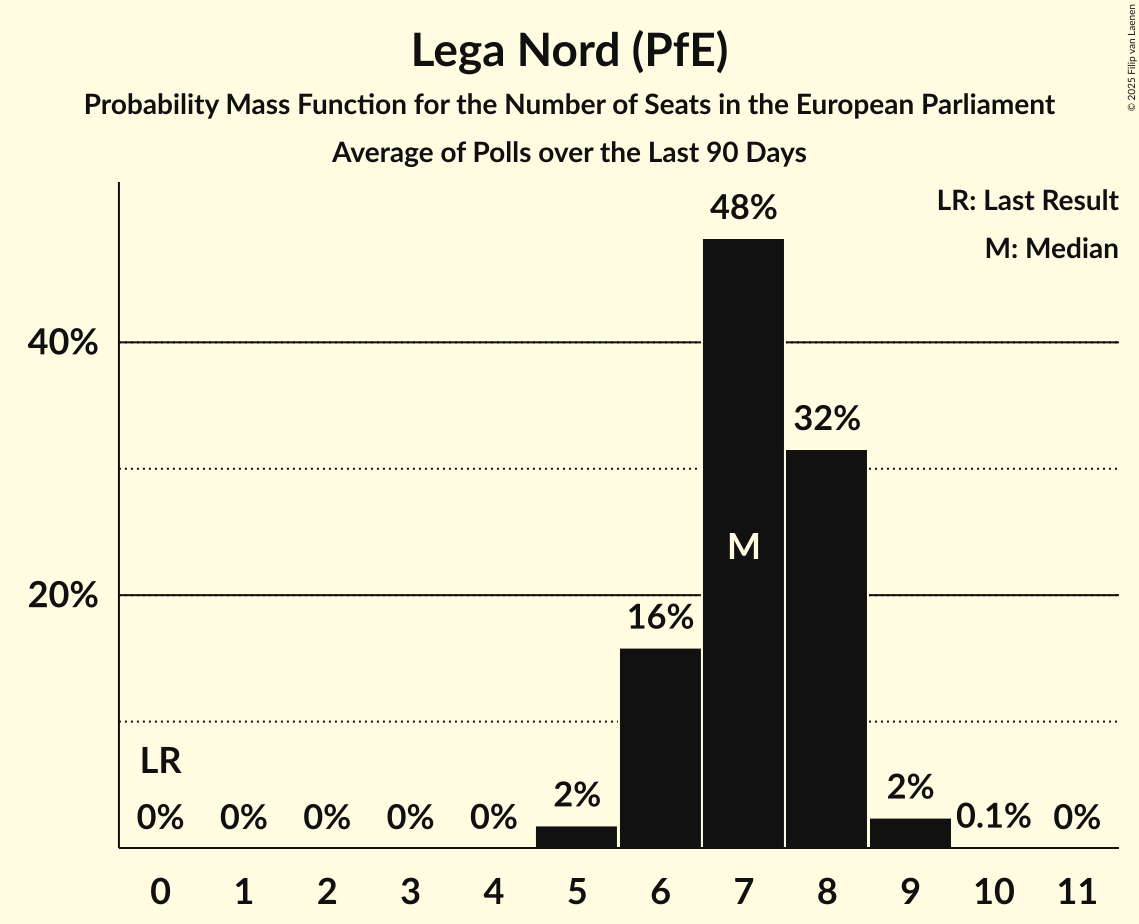 Lega Nord (PfE)
Probability Mass Function for the Number of Seats in the European Parliament
Average of Polls over the Last 90 Days
© 2025 Filip van Laenen
LR: Last Result
M: Median
48%
40%
32%
M
20%
16%
LR
0% 0% 0% 0% 0% 2% 2% 0.1% 0%
0 1 2 3 4 5 6 7 8 9 10 11